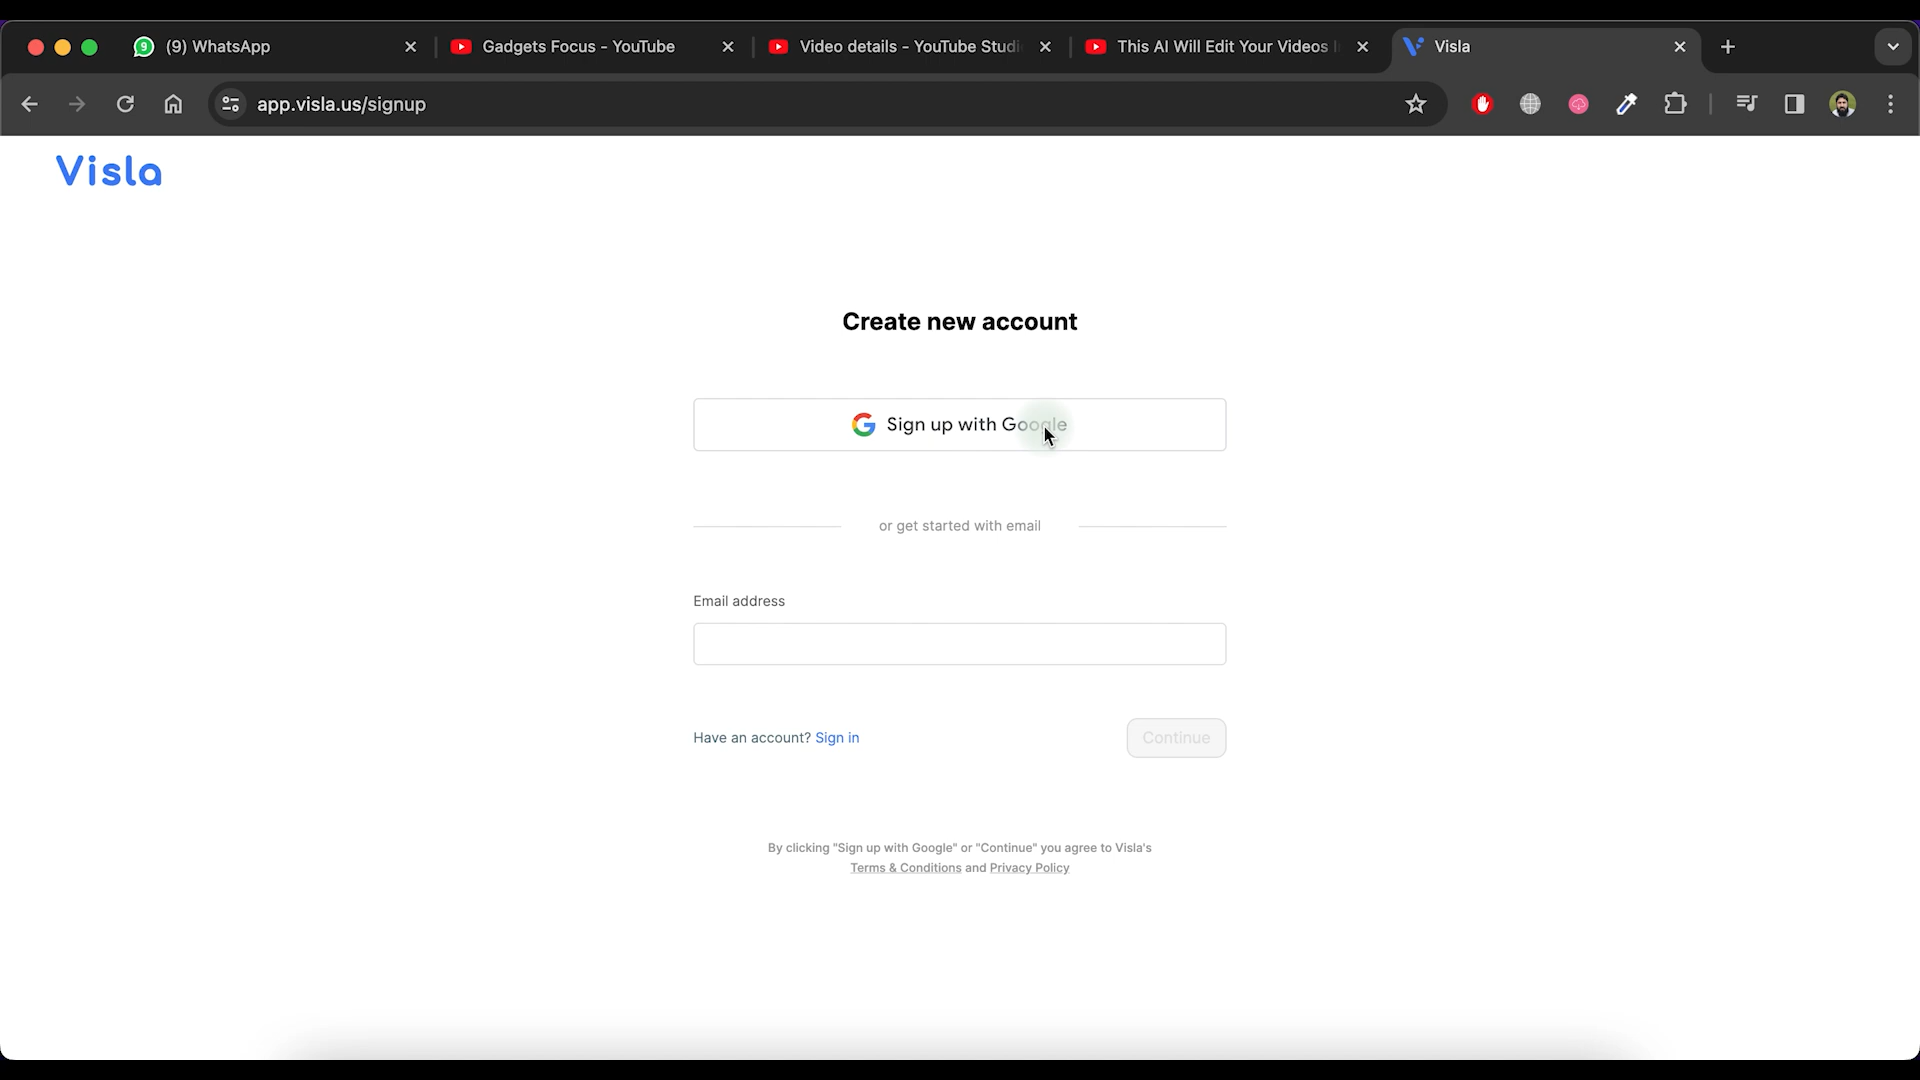 9
(9) WhatsApp
Gadgets Focus - YouTube
Video details - YouTube Studi
This AI Will Edit Your Videos I
Visla
app.visla.us/signup
Visla
Create new account
Sign up with Google
or get started with email
Email address
Have an account? Sign in
Continue
By clicking "Sign up with Google" or "Continue" you agree to Visla's
Terms & Conditions and Privacy Policy